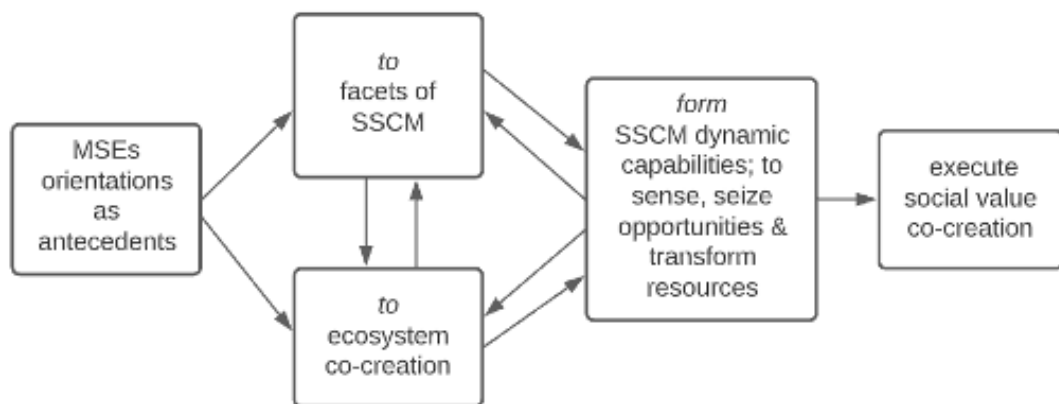 MSEs
orientations
as
antecedents
to
facets of
SSCM
to
ecosystem
co-creation
form
SSCM dynamic
capabilities; to
sense, seize
opportunities &
transform
resources
execute
social value
co-creation